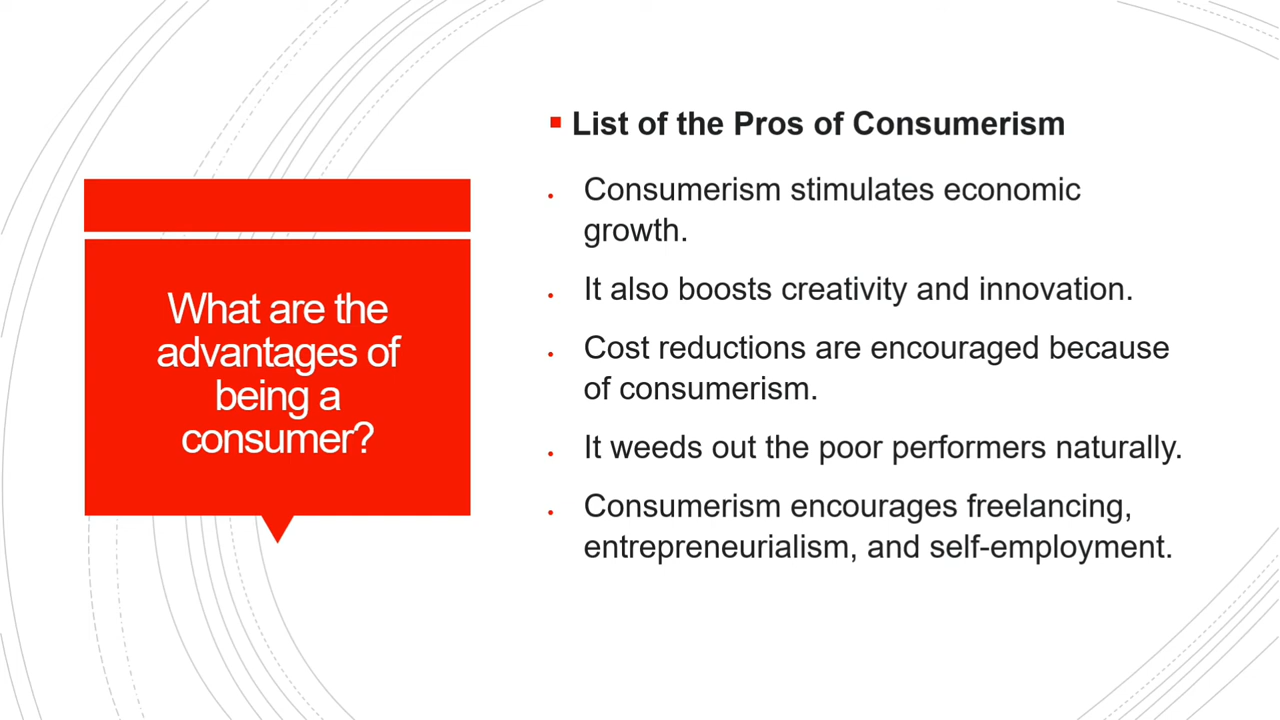 What are the
advantages of
being a
consumer?
▪ List of the Pros of Consumerism
• Consumerism stimulates economic
growth.
• It also boosts creativity and innovation.
• Cost reductions are encouraged because
of consumerism.
• It weeds out the poor performers naturally.
• Consumerism encourages freelancing,
entrepreneurialism, and self-employment.